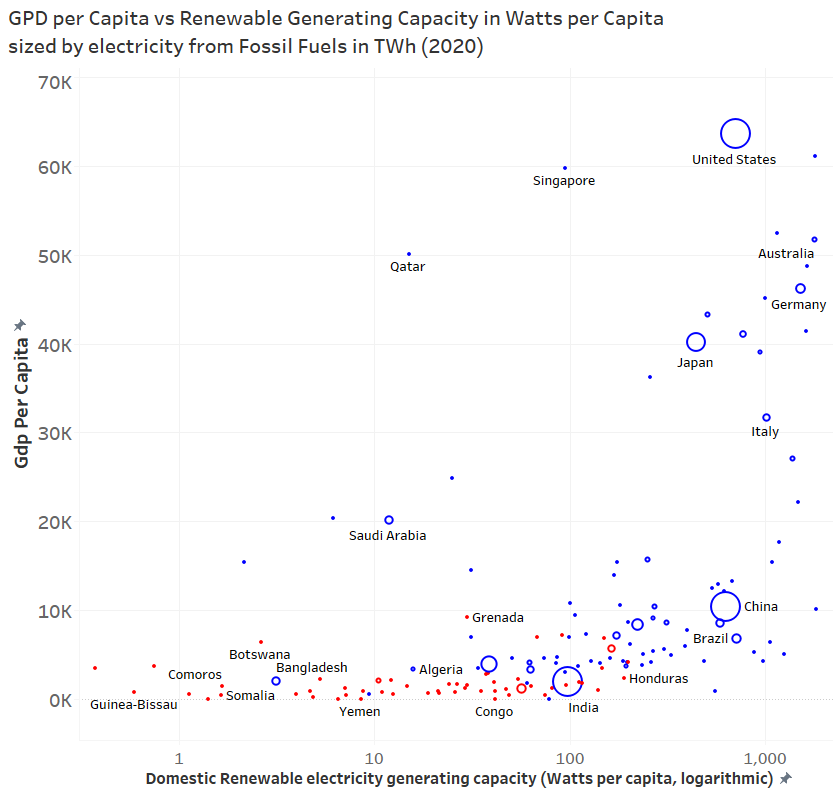 GPD per Capita vs Renewable Generating Capacity in Watts per Capita
sized by electricity from Fossil Fuels in TWh (2020)
70K
United States
60K
Singapore
Australia
50K
Qatar
Germany
40K
Japan
Gdp Per Capita
Italy
30K
20K
Saudi Arabia
10K
China
Grenada
Brazil
Botswana
Bangladesh
Comoros
Algeria
Honduras
0K
Somalia
Guinea-Bissau
Yemen
Congo
India
1
10
100
1,000
Domestic Renewable electricity generating capacity (Watts per capita, logarithmic)